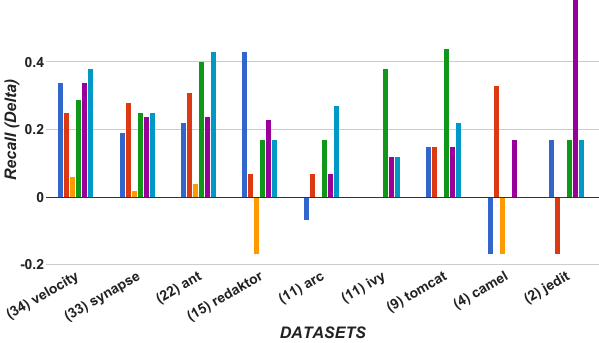 Recall (Delta)
0.4
0.2
0
-0.2
(34) velocity
(33) synapse
(22) ant
(15) redaktor
(11) arc
(11) ivy
(9) tomcat
(4) camel
(2) jedit
DATASETS